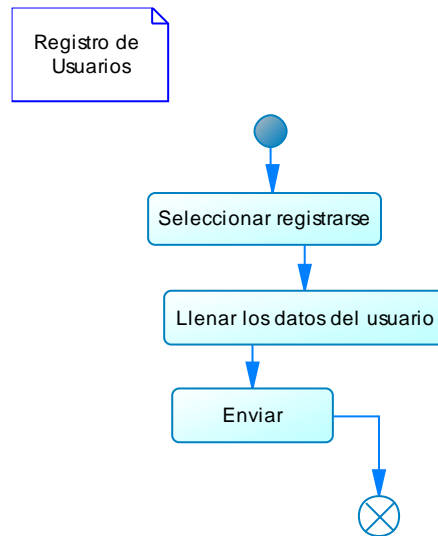 Registro de
Usuarios
Seleccionar registrarse
Llenar los datos del usuario
Enviar